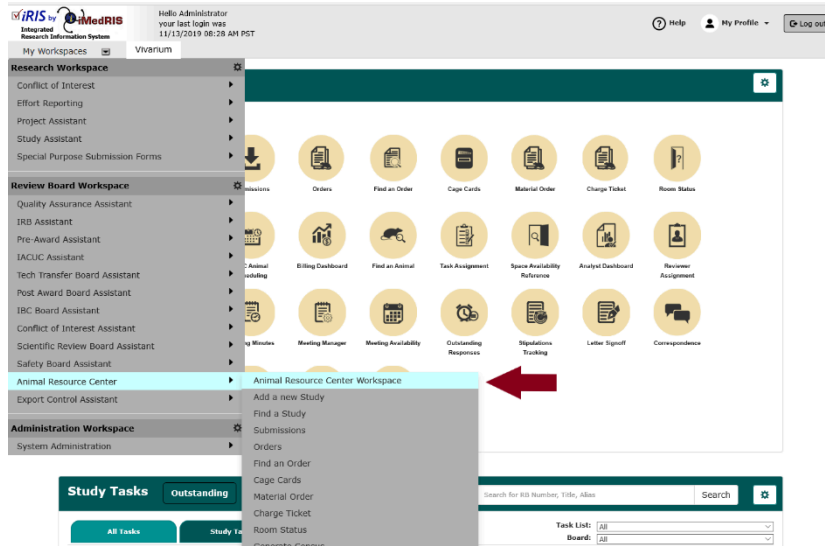 iRIS by iMedRIS
Integrated
Research Information System
Hello Administrator
your last login was
11/13/2019 08:28 AM PST
Help
My Profile
Log out
My Workspaces
Vivarium
Research Workspace
Conflict of Interest
Effort Reporting
Project Assistant
Study Assistant
Special Purpose Submission Forms
Review Board Workspace
Quality Assurance Assistant
IRB Assistant
Pre-Award Assistant
IACUC Assistant
Tech Transfer Board Assistant
Post Award Board Assistant
IBC Board Assistant
Conflict of Interest Assistant
Scientific Review Board Assistant
Safety Board Assistant
Animal Resource Center
Export Control Assistant
Administration Workspace
System Administration
Animal Resource Center Workspace
Add a new Study
Find a Study
Submissions
Orders
Find an Order
Cage Cards
Material Order
Charge Ticket
Room Status
Generate Census
Orders
Find an Order
Cage Cards
Material Order
Charge Ticket
Room Status
Animal
Billing Dashboard
Find an Animal
Task Assignment
Space Availability
Reference
Analyst Dashboard
Reviewer
Assignment
Minutes
Meeting Manager
Meeting Availability
Outstanding
Responses
Stipulations
Tracking
Letter Signoff
Correspondence
Study Tasks
Outstanding
Search for RB Number, Title, Alias
Search
All Tasks
Study Ta
Task List:
All
Board:
All